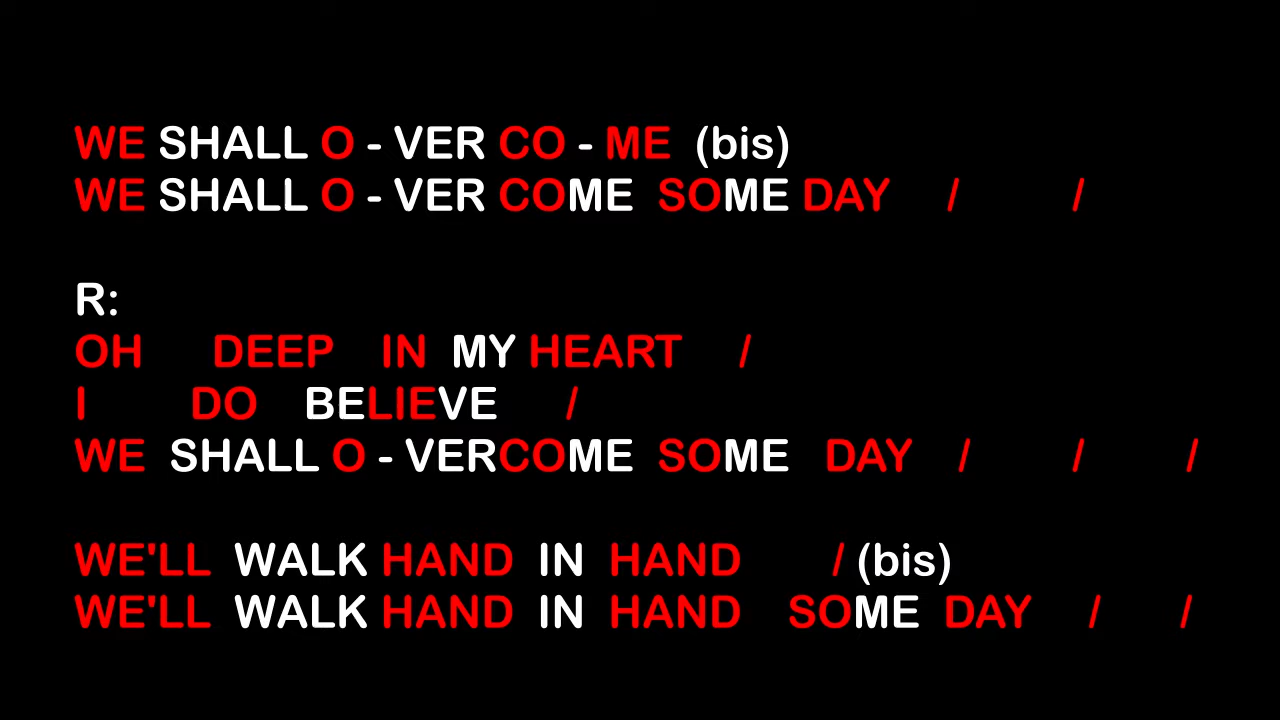 WE SHALL O - VER CO - ME (bis)
WE SHALL O - VER COME SOME DAY / /
R:
OH DEEP IN MY HEART /
I DO BELIEVE /
WE SHALL O - VERCOME SOME DAY / / /
WE'LL WALK HAND IN HAND / (bis)
WE'LL WALK HAND IN HAND SOME DAY / /